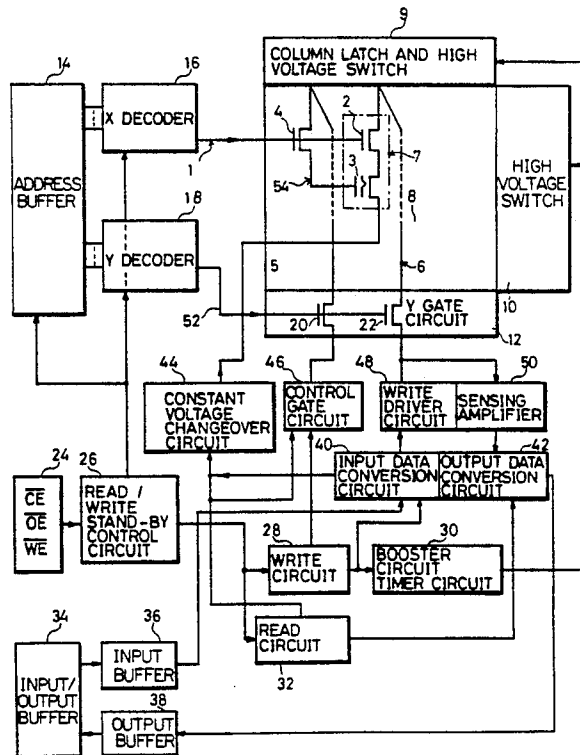 9
COLUMN LATCH AND HIGH
VOLTAGE SWITCH
14
16
ADDRESS BUFFER
X DECODER
4
2
1
3
7
54
8
HIGH
VOLTAGE
SWITCH
18
Y DECODER
5
6
10
52
20
22
Y GATE
CIRCUIT
12
44
CONSTANT
VOLTAGE
CHANGEOVER
CIRCUIT
46
CONTROL
GATE
CIRCUIT
48
WRITE
DRIVER
CIRCUIT
50
SENSING
AMPLIFIER
40
INPUT DATA
CONVERSION
CIRCUIT
42
OUTPUT DATA
CONVERSION
CIRCUIT
24
C̅E̅
O̅E̅
W̅E̅
26
READ /
WRITE
STAND-BY
CONTROL
CIRCUIT
28
WRITE
CIRCUIT
30
BOOSTER
CIRCUIT
TIMER CIRCUIT
READ
CIRCUIT
32
34
INPUT/
OUTPUT
BUFFER
36
INPUT
BUFFER
38
OUTPUT
BUFFER